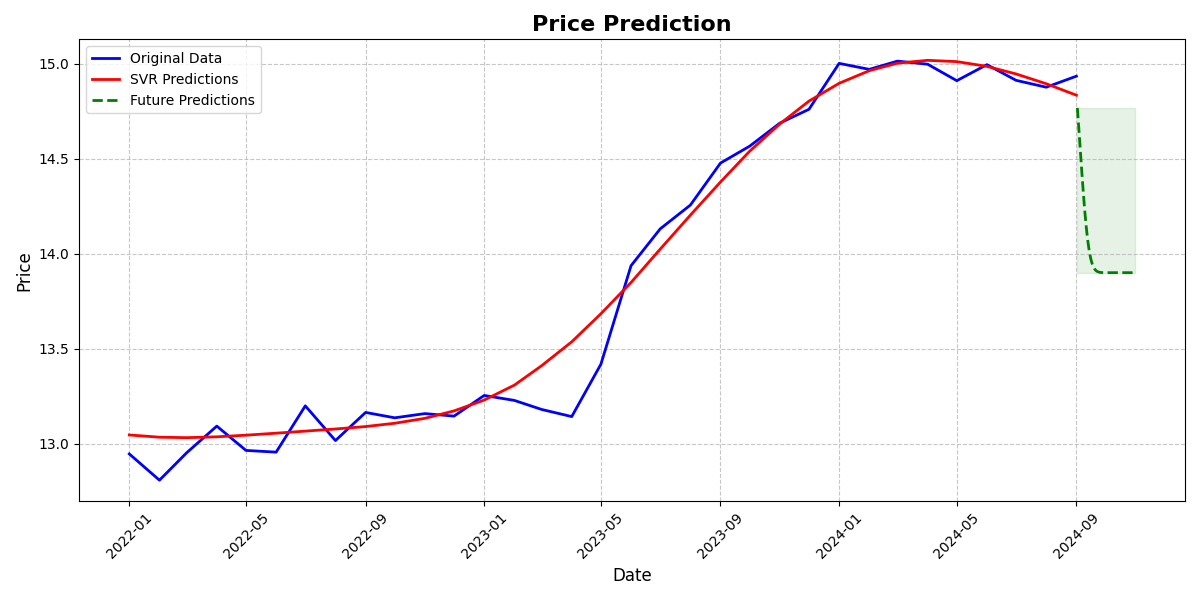 Price Prediction
Original Data
SVR Predictions
Future Predictions
Price
15.0
14.5
14.0
13.5
13.0
2022-01
2022-05
2022-09
2023-01
2023-05
2023-09
2024-01
2024-05
2024-09
Date